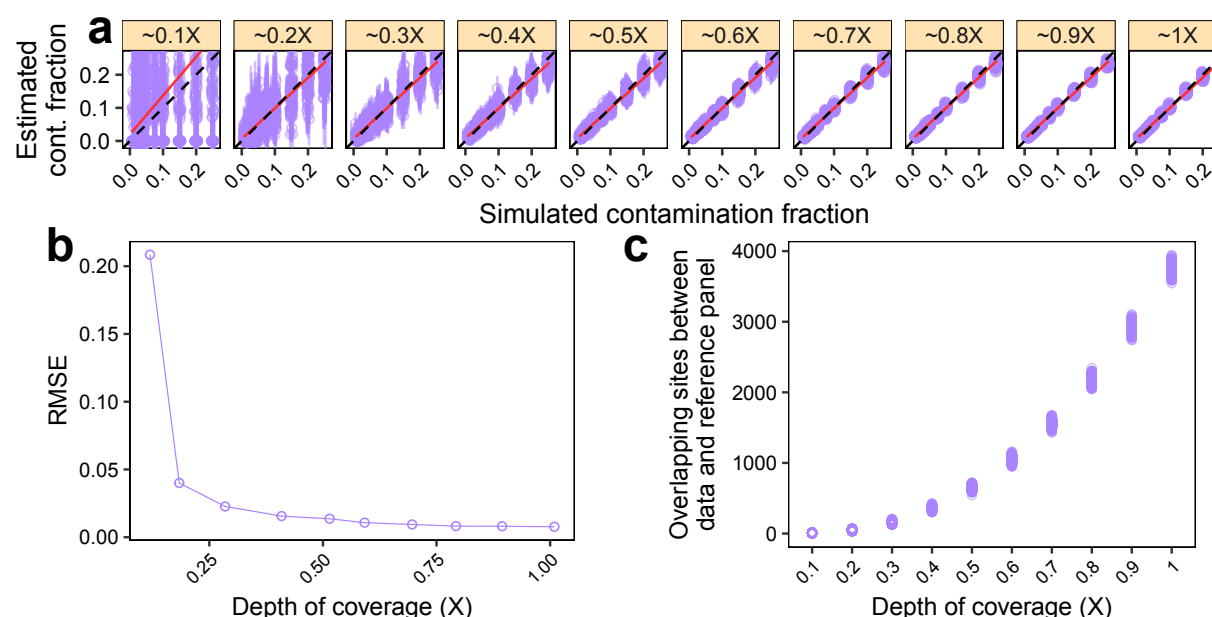 a
~0.1X ~0.2X ~0.3X ~0.4X ~0.5X ~0.6X ~0.7X ~0.8X ~0.9X ~1X
Estimated
cont. fraction
0.2
0.1
0.0
0.0 0.1 0.2 0.0 0.1 0.2 0.0 0.1 0.2 0.0 0.1 0.2 0.0 0.1 0.2 0.0 0.1 0.2 0.0 0.1 0.2 0.0 0.1 0.2 0.0 0.1 0.2 0.0 0.1 0.2
Simulated contamination fraction
b
RMSE
0.20
0.15
0.10
0.05
0.00
0.25 0.50 0.75 1.00
Depth of coverage (X)
c
Overlapping sites between
data and reference panel
4000
3000
2000
1000
0
0.1 0.2 0.3 0.4 0.5 0.6 0.7 0.8 0.9 1
Depth of coverage (X)